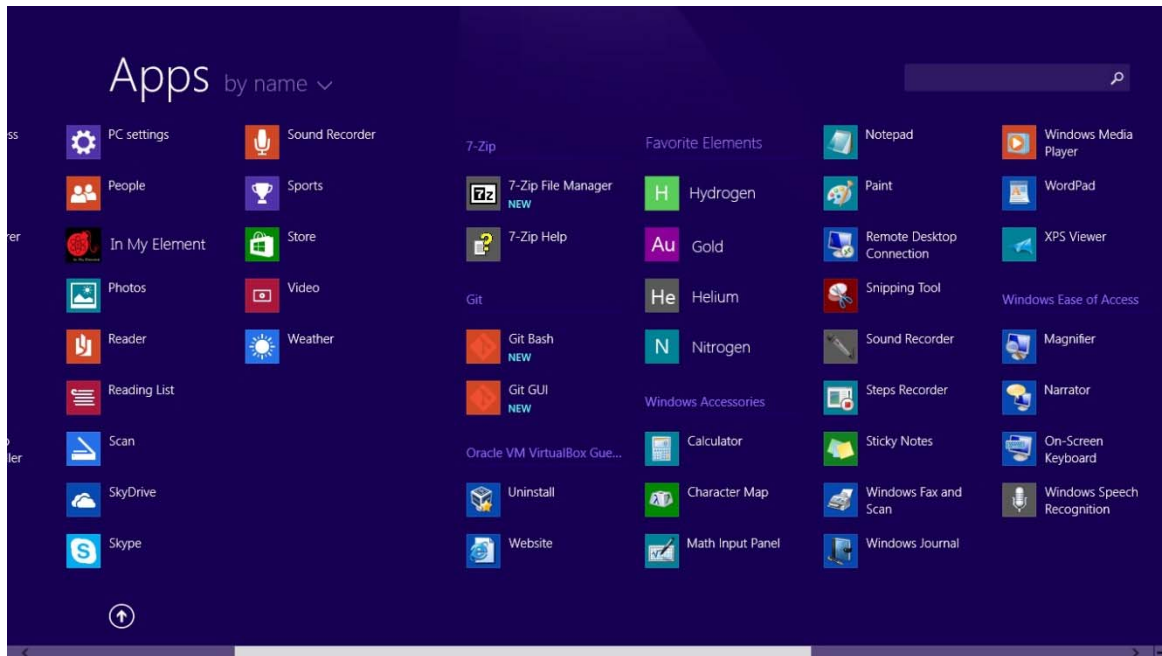 Apps by name
ss
rer
ler
PC settings
People
In My Element
Photos
Reader
Reading List
Scan
SkyDrive
Skype
Sound Recorder
Sports
Store
Video
Weather
7-Zip
7z
7-Zip File Manager
NEW
7-Zip Help
Git
Git Bash
NEW
Git GUI
NEW
Oracle VM VirtualBox Gue...
Uninstall
Website
Favorite Elements
H Hydrogen
Au Gold
He Helium
N Nitrogen
Windows Accessories
Calculator
Character Map
Math Input Panel
Notepad
Paint
Remote Desktop
Connection
Snipping Tool
Sound Recorder
Steps Recorder
Sticky Notes
Windows Fax and
Scan
Windows Journal
Windows Media
Player
WordPad
XPS Viewer
Windows Ease of Access
Magnifier
Narrator
On-Screen
Keyboard
Windows Speech
Recognition